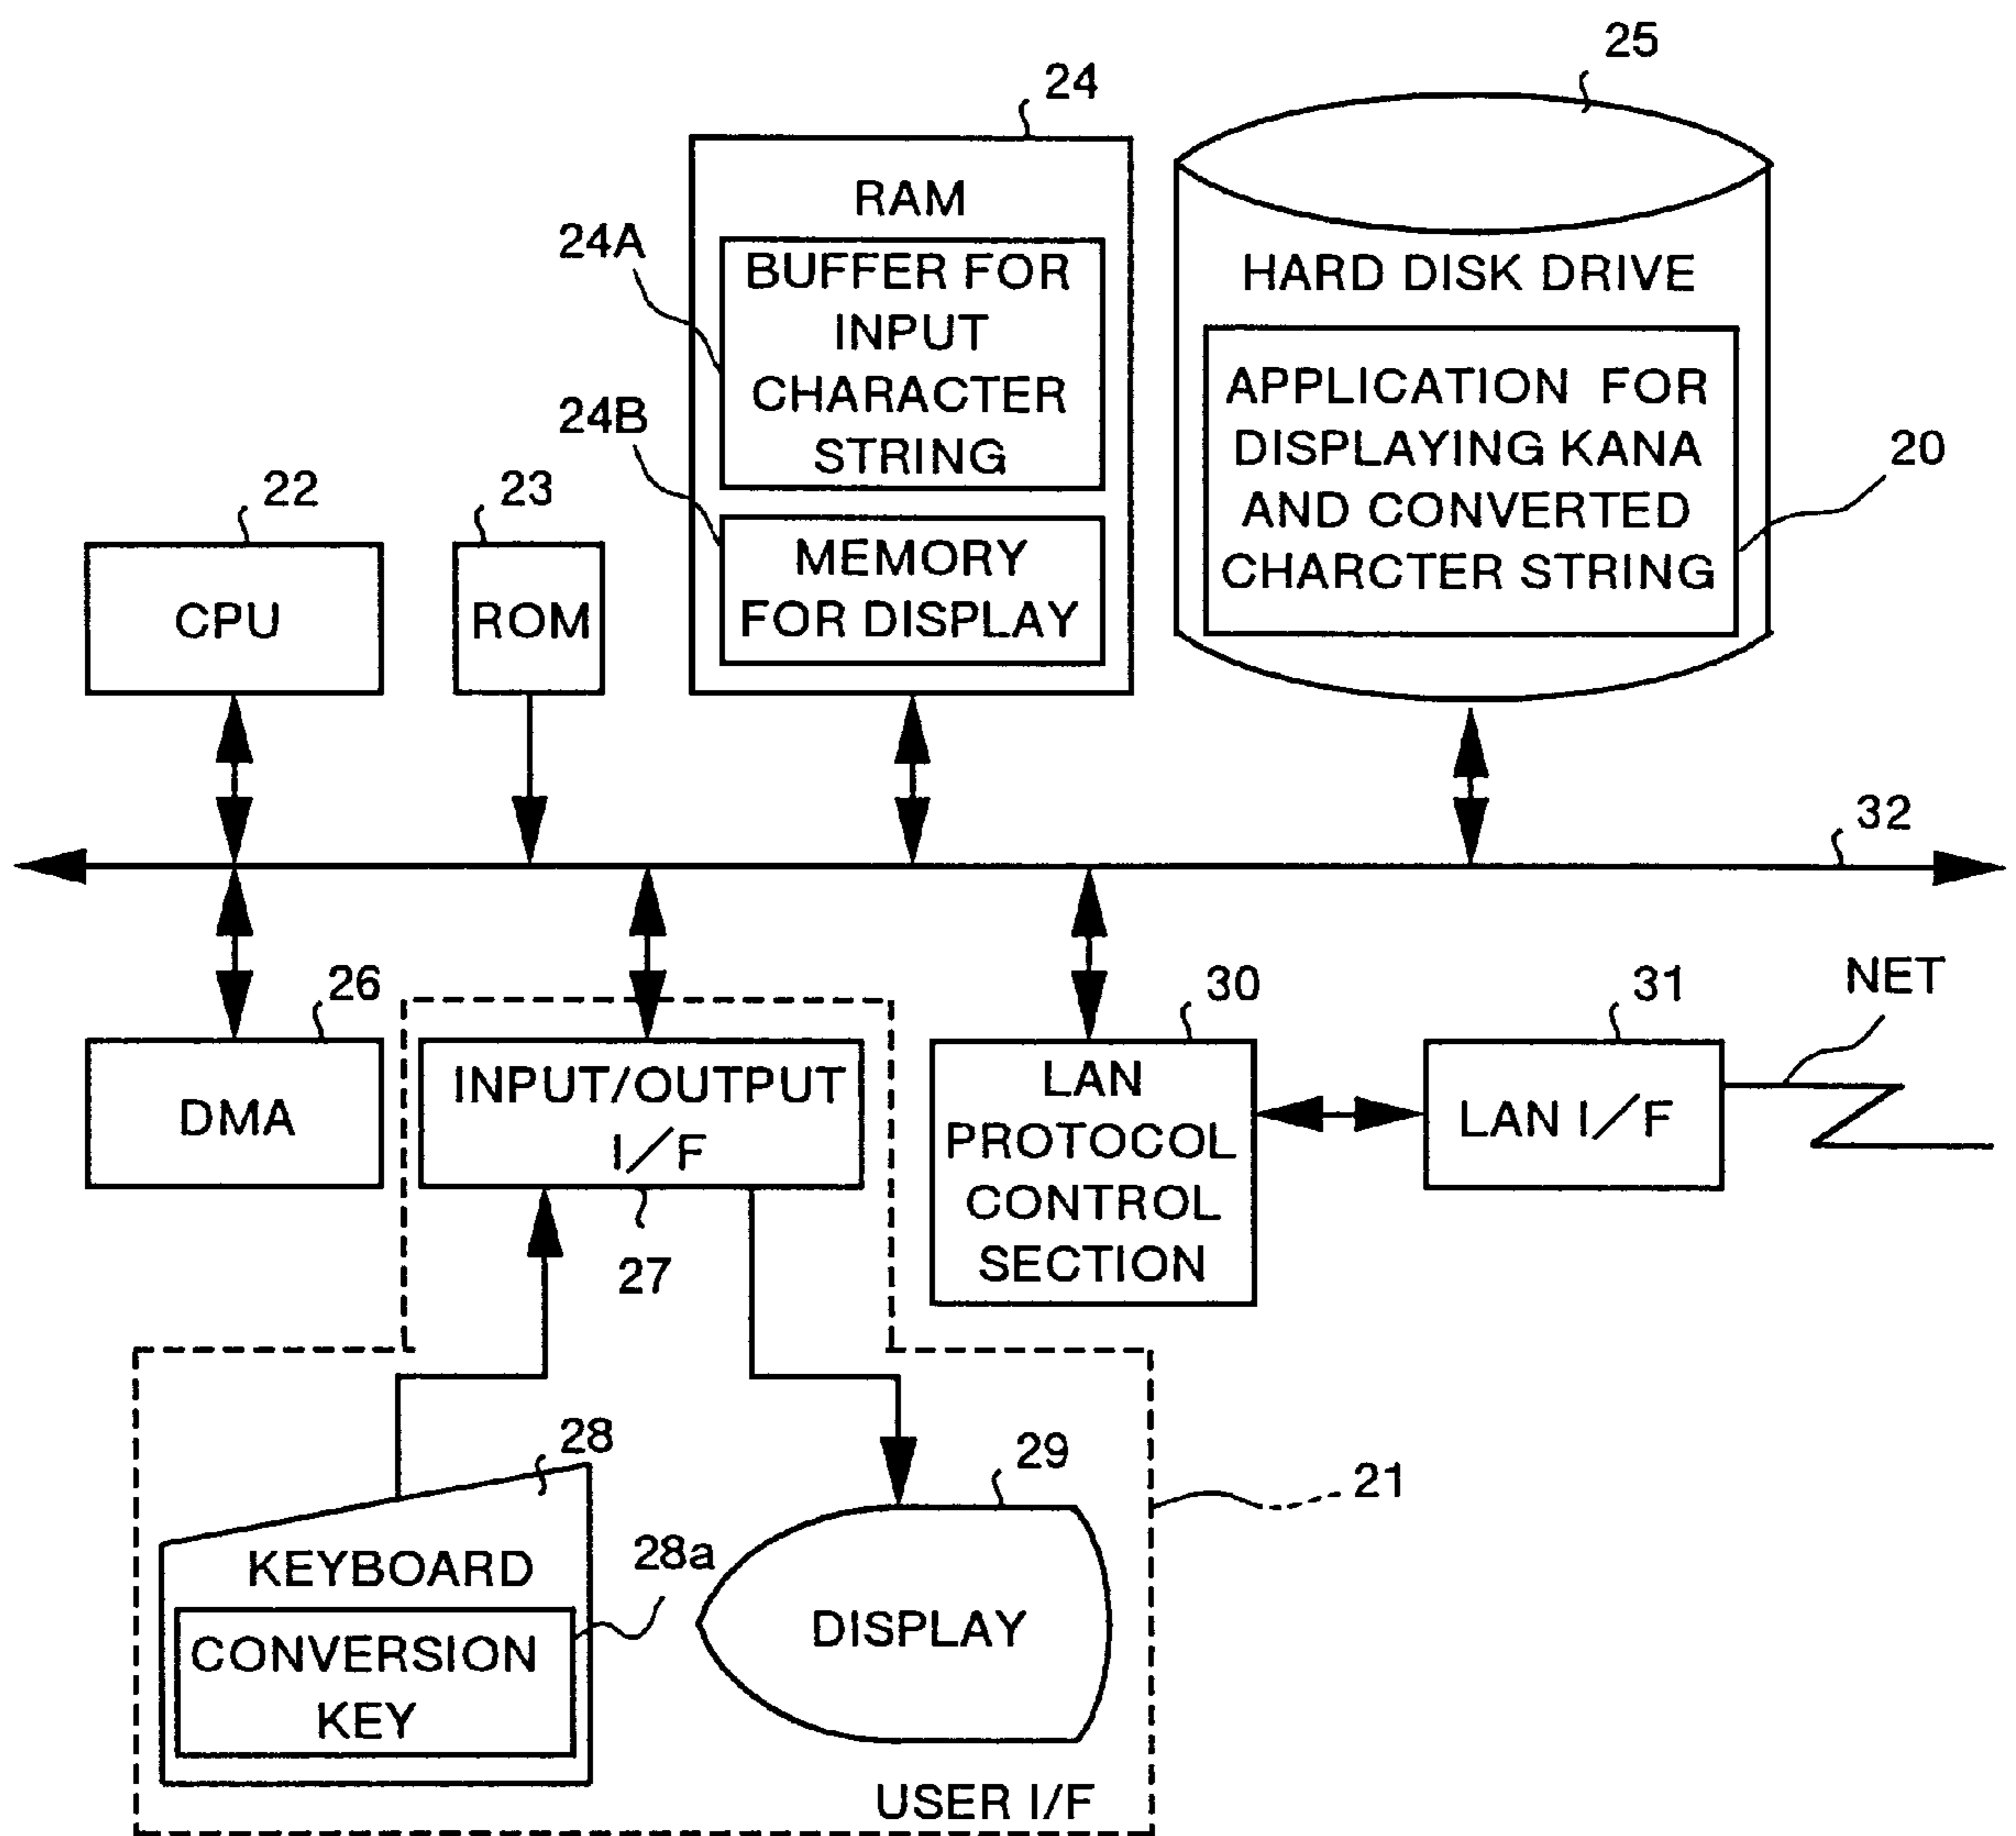 25
24
RAM
24A
BUFFER FOR
INPUT
CHARACTER
STRING
HARD DISK DRIVE
APPLICATION FOR
DISPLAYING KANA
AND CONVERTED
CHARCTER STRING
20
24B
MEMORY
FOR DISPLAY
22
CPU
23
ROM
32
26
DMA
INPUT/OUTPUT
I/F
27
30
LAN
PROTOCOL
CONTROL
SECTION
31
LAN I/F
NET
28
KEYBOARD
28a
CONVERSION
KEY
29
DISPLAY
21
USER I/F